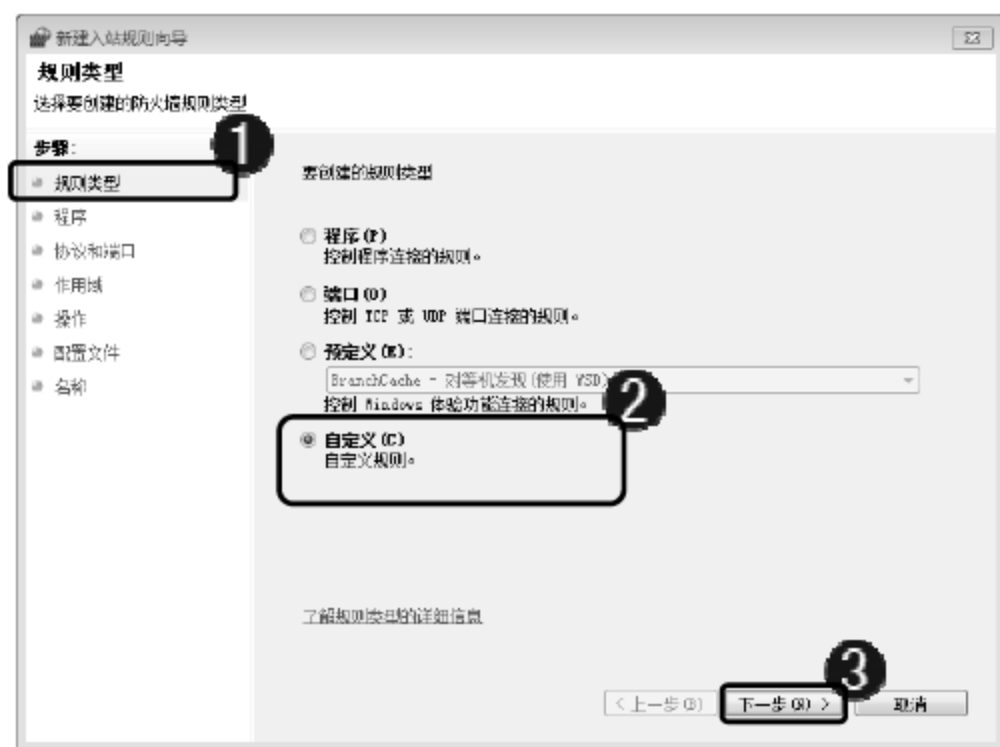 新建入站规则向导
规则类型
选择要创建的防火墙规则类型
步骤:
1
规则类型
程序
协议和端口
作用域
操作
配置文件
名称
要创建的规则类型
程序(P)
控制程序连接的规则。
端口(O)
控制 TCP 或 UDP 端口连接的规则。
预定义(E):
BranchCache - 对等机发现(使用 WSD)
2
控制 Windows 体验功能连接的规则。
自定义(C)
自定义规则。
了解规则类型的详细信息
3
<上一步(B)
下一步(N) >
取消